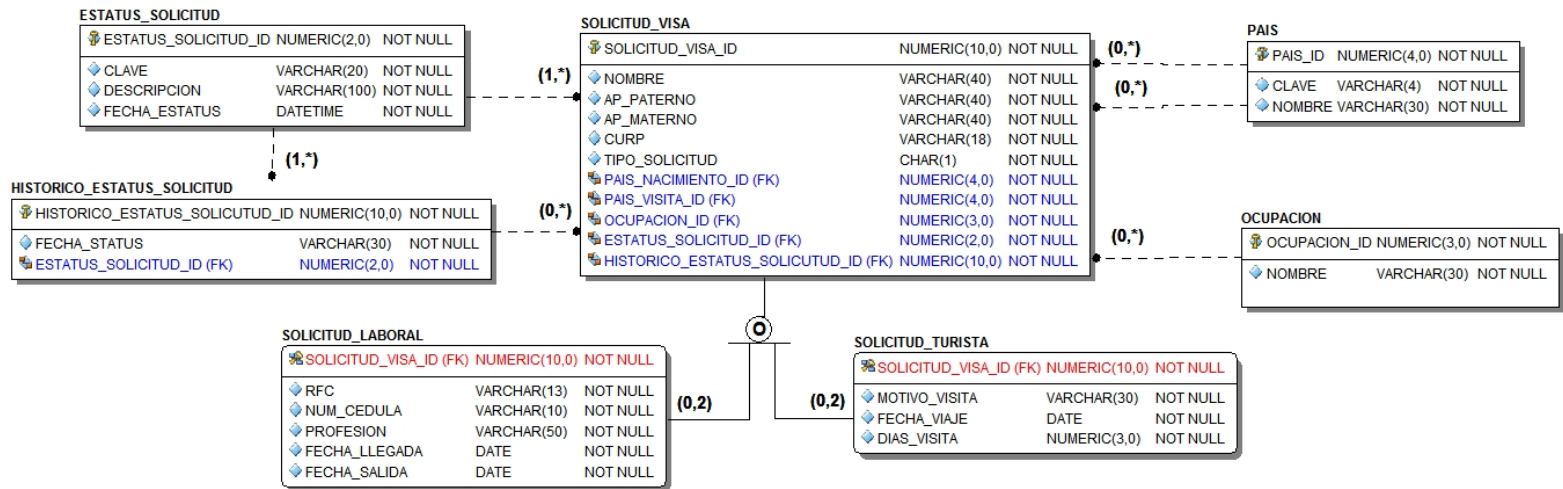 ESTATUS_SOLICITUD
ESTATUS_SOLICITUD_ID NUMERIC(2,0) NOT NULL
CLAVE VARCHAR(20) NOT NULL
DESCRIPCION VARCHAR(100) NOT NULL
FECHA_ESTATUS DATETIME NOT NULL
(1,*)
(1,*)
HISTORICO_ESTATUS_SOLICITUD
HISTORICO_ESTATUS_SOLICUTUD_ID NUMERIC(10,0) NOT NULL
FECHA_STATUS VARCHAR(30) NOT NULL
ESTATUS_SOLICITUD_ID (FK) NUMERIC(2,0) NOT NULL
(0,*)
SOLICITUD_VISA
SOLICITUD_VISA_ID NUMERIC(10,0) NOT NULL
NOMBRE VARCHAR(40) NOT NULL
AP_PATERNO VARCHAR(40) NOT NULL
AP_MATERNO VARCHAR(40) NOT NULL
CURP VARCHAR(18) NOT NULL
TIPO_SOLICITUD CHAR(1) NOT NULL
PAIS_NACIMIENTO_ID (FK) NUMERIC(4,0) NOT NULL
PAIS_VISITA_ID (FK) NUMERIC(4,0) NOT NULL
OCUPACION_ID (FK) NUMERIC(3,0) NOT NULL
ESTATUS_SOLICITUD_ID (FK) NUMERIC(2,0) NOT NULL
HISTORICO_ESTATUS_SOLICUTUD_ID (FK) NUMERIC(10,0) NOT NULL
(0,*)
(0,*)
PAIS
PAIS_ID NUMERIC(4,0) NOT NULL
CLAVE VARCHAR(4) NOT NULL
NOMBRE VARCHAR(30) NOT NULL
(0,*)
OCUPACION
OCUPACION_ID NUMERIC(3,0) NOT NULL
NOMBRE VARCHAR(30) NOT NULL
O
SOLICITUD_LABORAL
SOLICITUD_VISA_ID (FK) NUMERIC(10,0) NOT NULL
RFC VARCHAR(13) NOT NULL
NUM_CEDULA VARCHAR(10) NOT NULL
PROFESION VARCHAR(50) NOT NULL
FECHA_LLEGADA DATE NOT NULL
FECHA_SALIDA DATE NOT NULL
(0,2)
(0,2)
SOLICITUD_TURISTA
SOLICITUD_VISA_ID (FK) NUMERIC(10,0) NOT NULL
MOTIVO_VISITA VARCHAR(30) NOT NULL
FECHA_VIAJE DATE NOT NULL
DIAS_VISITA NUMERIC(3,0) NOT NULL